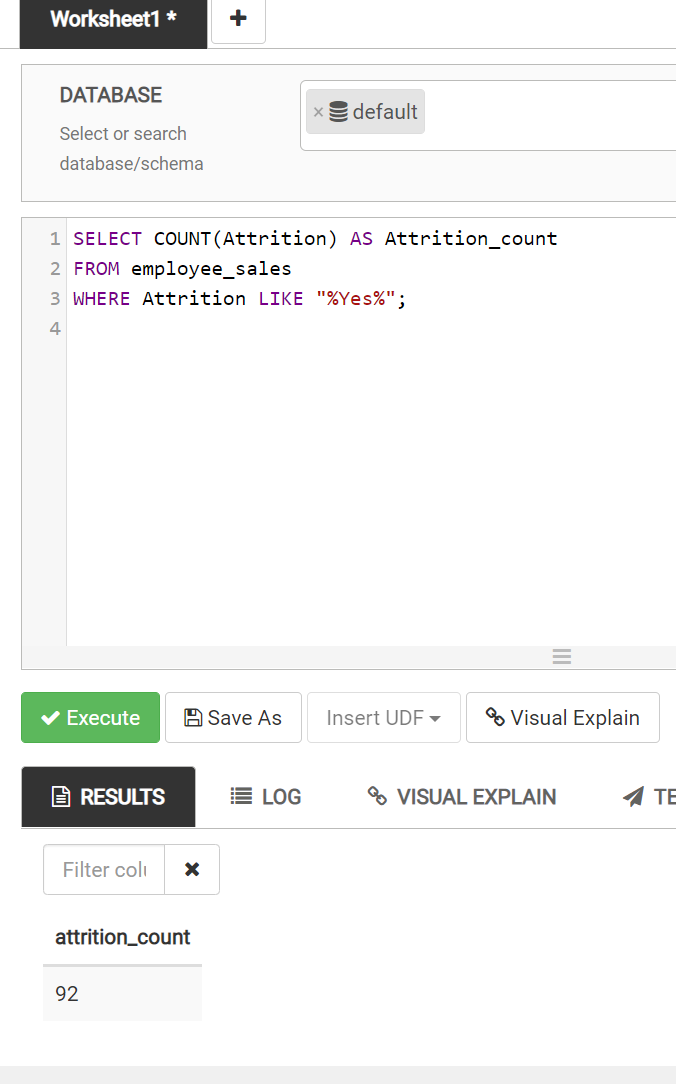 Worksheet1 *
+
DATABASE
Select or search
database/schema
× default
1 SELECT COUNT(Attrition) AS Attrition_count
2 FROM employee_sales
3 WHERE Attrition LIKE "%Yes%";
4
Execute Save As Insert UDF Visual Explain
RESULTS LOG VISUAL EXPLAIN TE
Filter colu
attrition_count
92